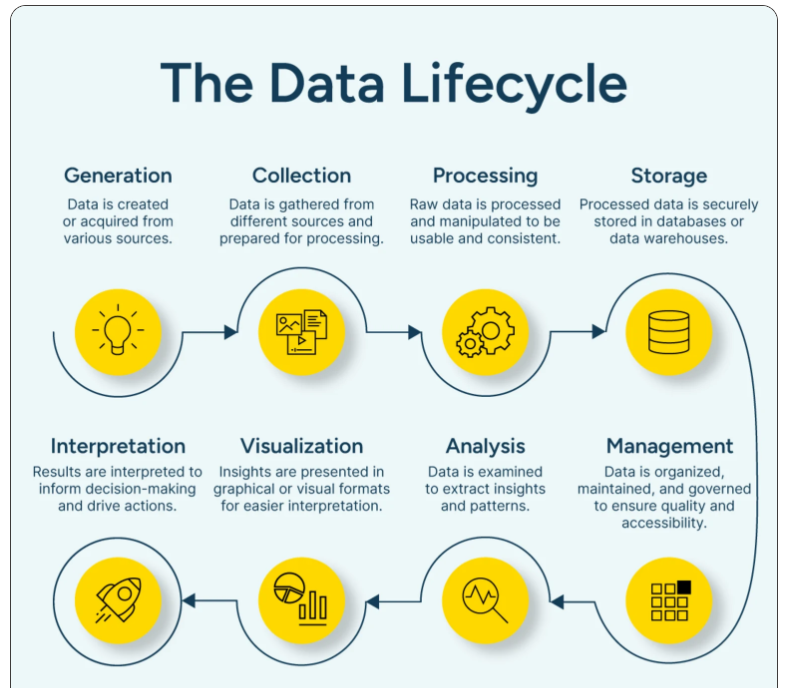 The Data Lifecycle
Generation
Data is created
or acquired from
various sources.
Collection
Data is gathered from
different sources and
prepared for processing.
Processing
Raw data is processed
and manipulated to be
usable and consistent.
Storage
Processed data is securely
stored in databases or
data warehouses.
Interpretation
Results are interpreted to
inform decision-making
and drive actions.
Visualization
Insights are presented in
graphical or visual formats
for easier interpretation.
Analysis
Data is examined
to extract insights
and patterns.
Management
Data is organized,
maintained, and governed
to ensure quality and
accessibility.